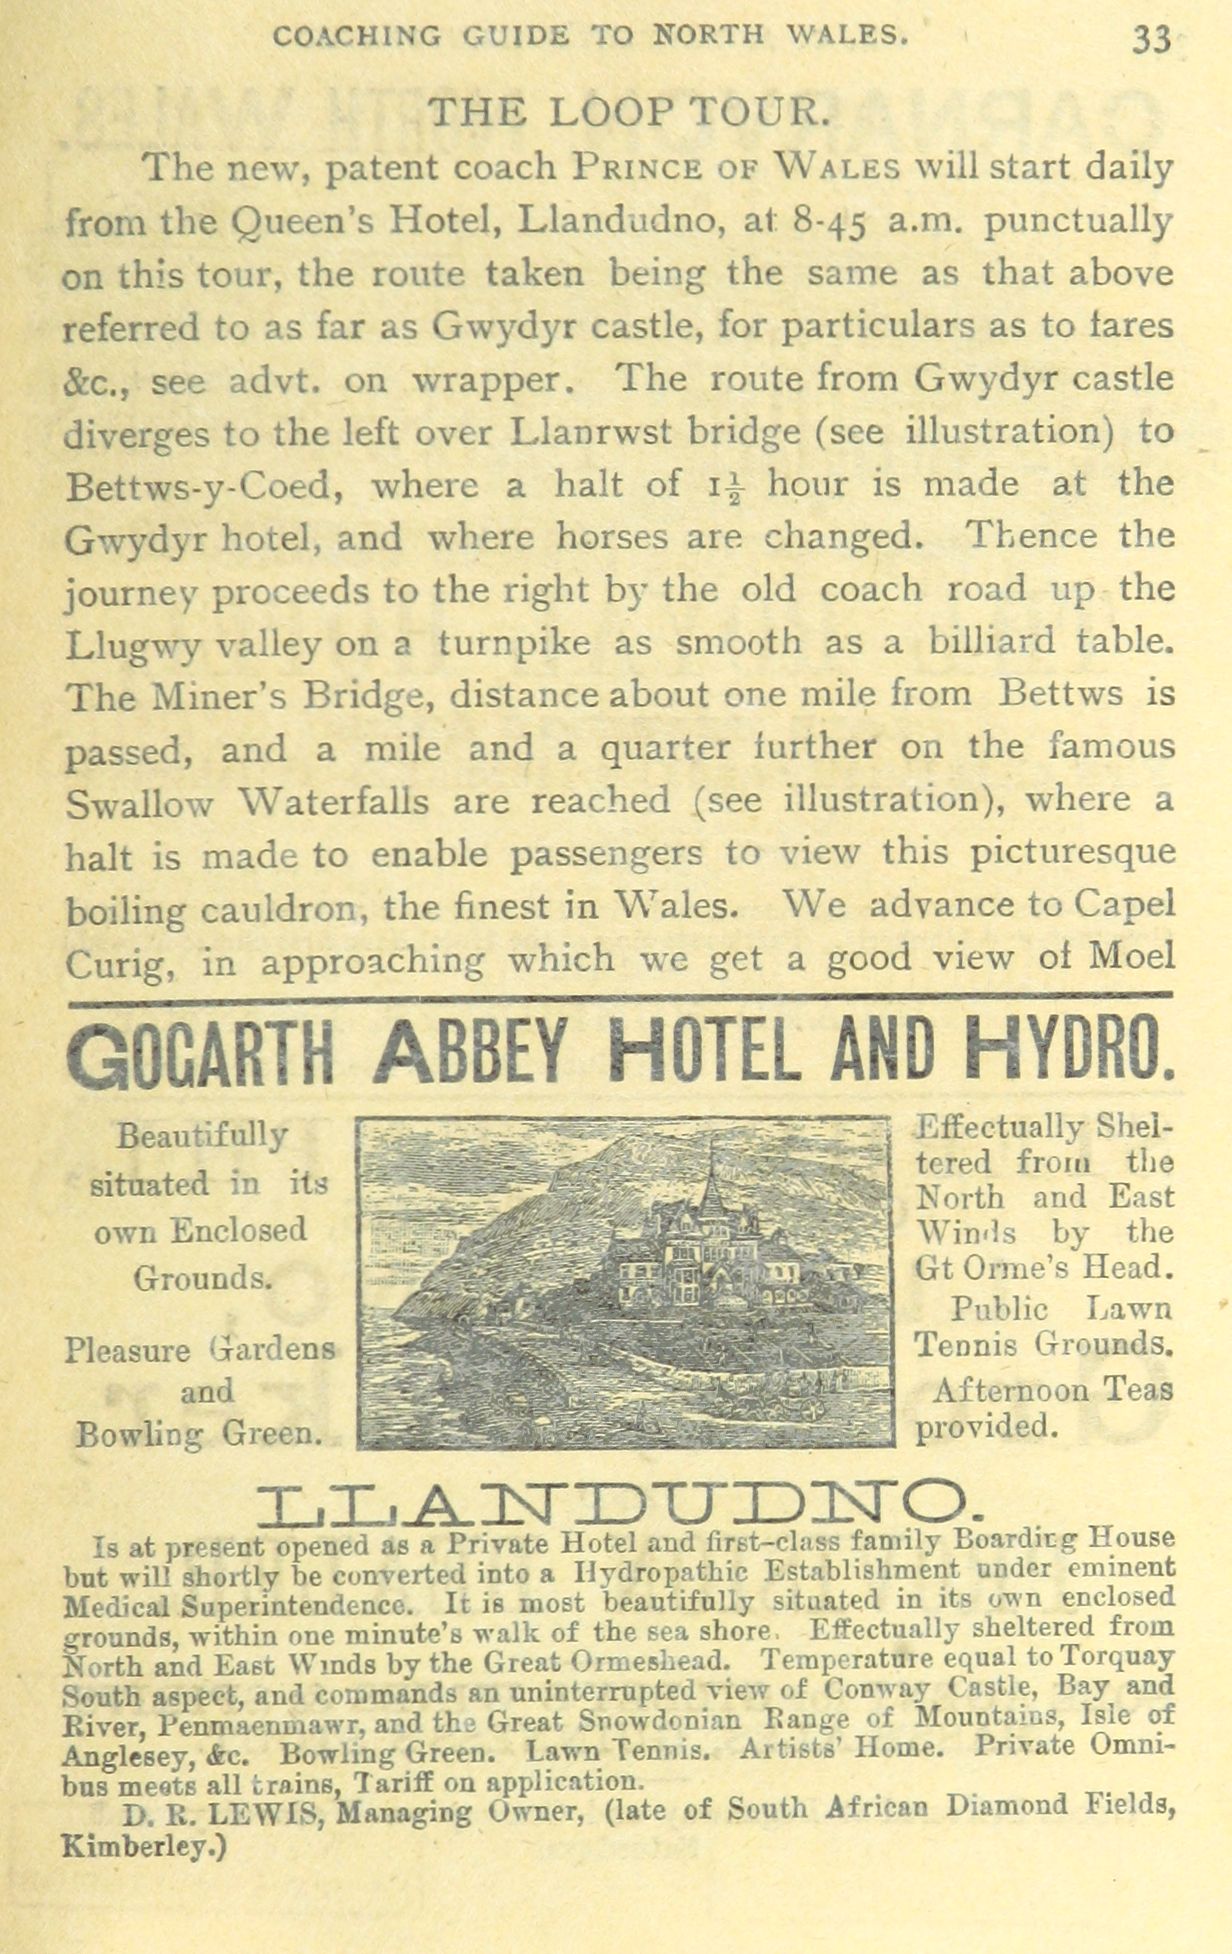 COACHING GUIDE TO NORTH WALES. 33
THE LOOP TOUR.
The new, patent coach PRINCE OF WALES will start daily
from the Queen's Hotel, Llandudno, at 8-45 a.m. punctually
on this tour, the route taken being the same as that above
referred to as far as Gwydyr castle, for particulars as to fares
&c., see advt. on wrapper. The route from Gwydyr castle
diverges to the left over Llanrwst bridge (see illustration) to
Bettws-y-Coed, where a halt of 1½ hour is made at the
Gwydyr hotel, and where horses are changed. Thence the
journey proceeds to the right by the old coach road up the
Llugwy valley on a turnpike as smooth as a billiard table.
The Miner's Bridge, distance about one mile from Bettws is
passed, and a mile and a quarter further on the famous
Swallow Waterfalls are reached (see illustration), where a
halt is made to enable passengers to view this picturesque
boiling cauldron, the finest in Wales. We advance to Capel
Curig, in approaching which we get a good view of Moel
GOGARTH ABBEY HOTEL AND HYDRO.
Beautifully
situated in its
own Enclosed
Grounds.
Pleasure Gardens
and
Bowling Green.
Effectually Shel-
tered from the
North and East
Winds by the
Gt Orme's Head.
Public Lawn
Tennis Grounds.
Afternoon Teas
provided.
LLANDUDNO.
Is at present opened as a Private Hotel and first-class family Boarding House
but will shortly be converted into a Hydropathic Establishment under eminent
Medical Superintendence. It is most beautifully situated in its own enclosed
grounds, within one minute's walk of the sea shore. Effectually sheltered from
North and East Winds by the Great Ormeshead. Temperature equal to Torquay
South aspect, and commands an uninterrupted view of Conway Castle, Bay and
River, Penmaenmawr, and the Great Snowdonian Range of Mountains, Isle of
Anglesey, &c. Bowling Green. Lawn Tennis. Artists' Home. Private Omni-
bus meets all trains, Tariff on application.
D. R. LEWIS, Managing Owner, (late of South African Diamond Fields,
Kimberley.)